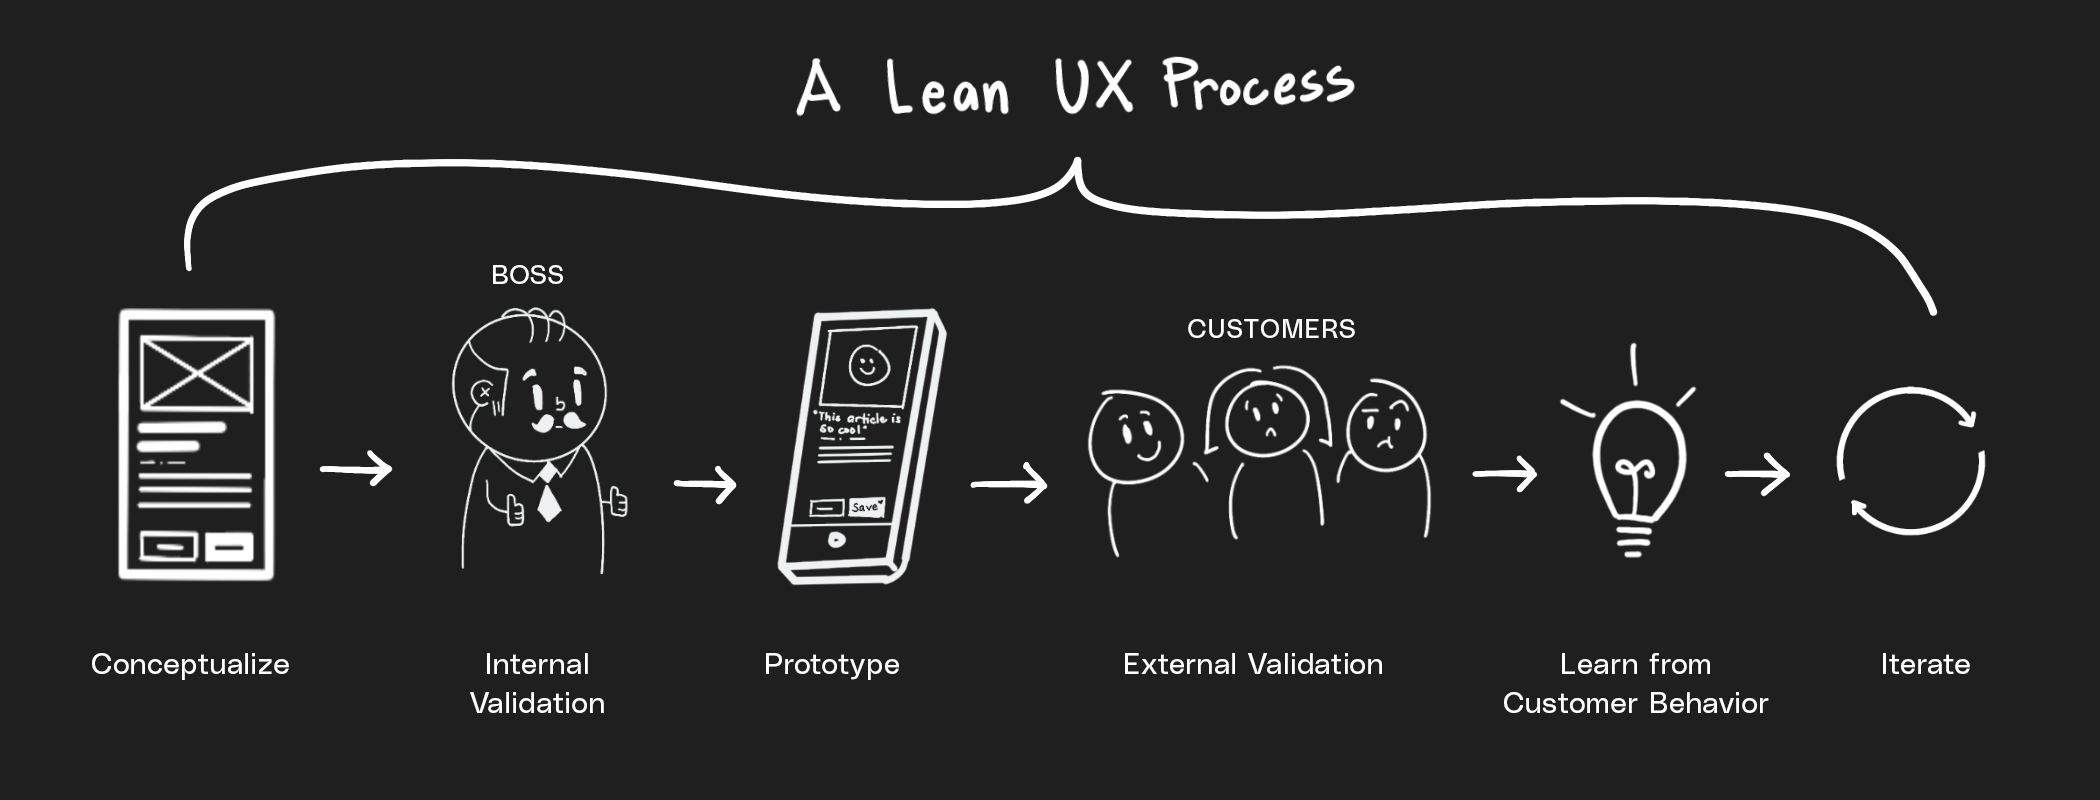 A Lean UX Process
BOSS
CUSTOMERS
"This article is
so cool"
Save
Conceptualize
Internal
Validation
Prototype
External Validation
Learn from
Customer Behavior
Iterate